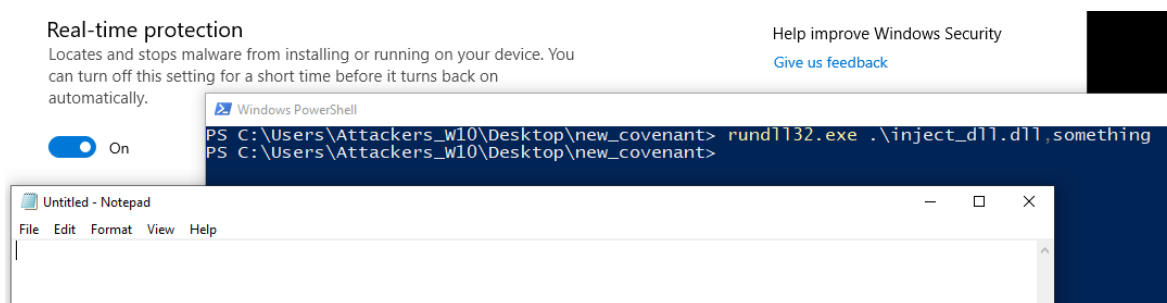 Real-time protection
Locates and stops malware from installing or running on your device. You
can turn off this setting for a short time before it turns back on
automatically.
On
Help improve Windows Security
Give us feedback
Windows PowerShell
PS C:\Users\Attackers_W10\Desktop\new_covenant> rundll32.exe .\inject_dll.dll,something
PS C:\Users\Attackers_W10\Desktop\new_covenant>
Untitled - Notepad
File Edit Format View Help